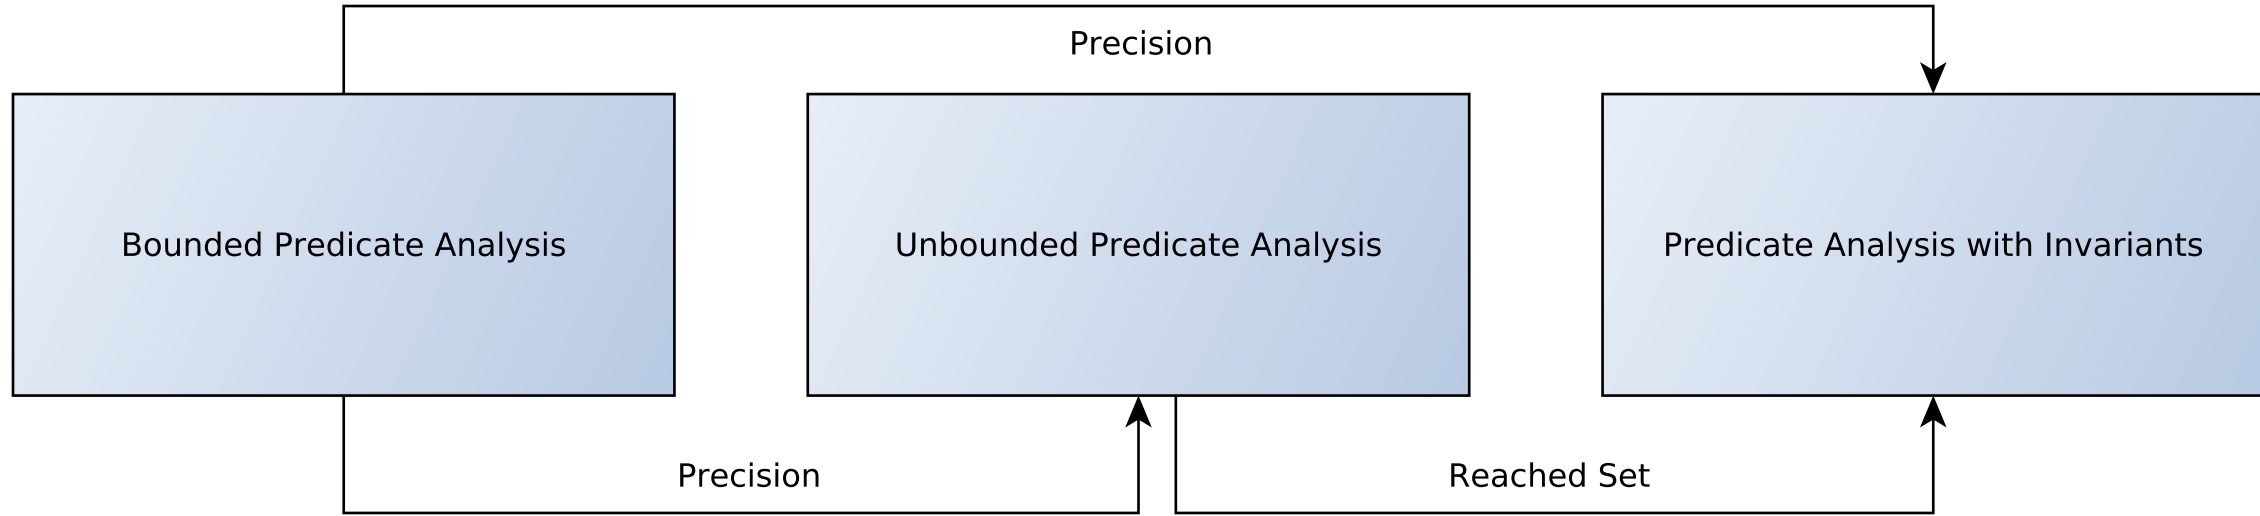 Precision
Bounded Predicate Analysis
Unbounded Predicate Analysis
Predicate Analysis with Invariants
Precision
Reached Set